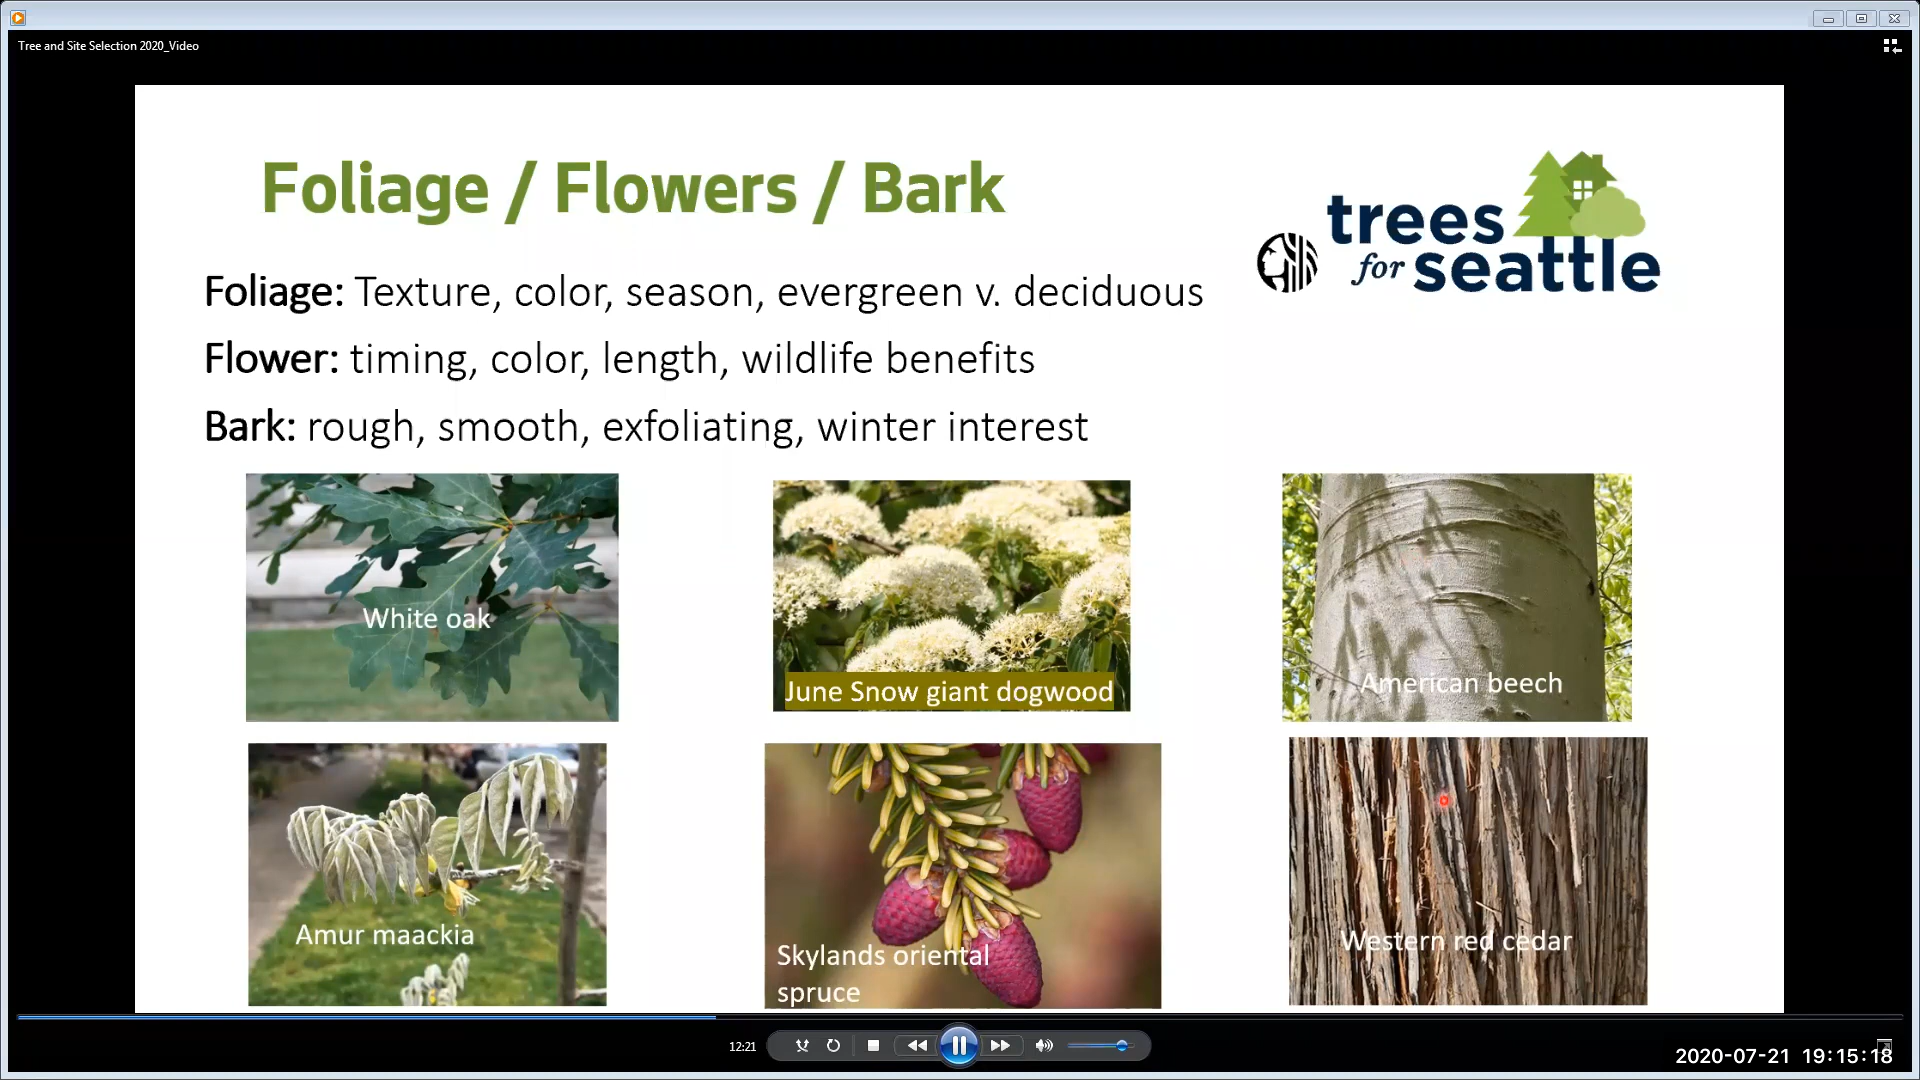 Tree and Site Selection 2020_Video
Foliage / Flowers / Bark
trees
for seattle
Foliage: Texture, color, season, evergreen v. deciduous
Flower: timing, color, length, wildlife benefits
Bark: rough, smooth, exfoliating, winter interest
White oak
June Snow giant dogwood
American beech
Amur maackia
Skylands oriental
spruce
Western red cedar
12:21
2020-07-21 19:15:18